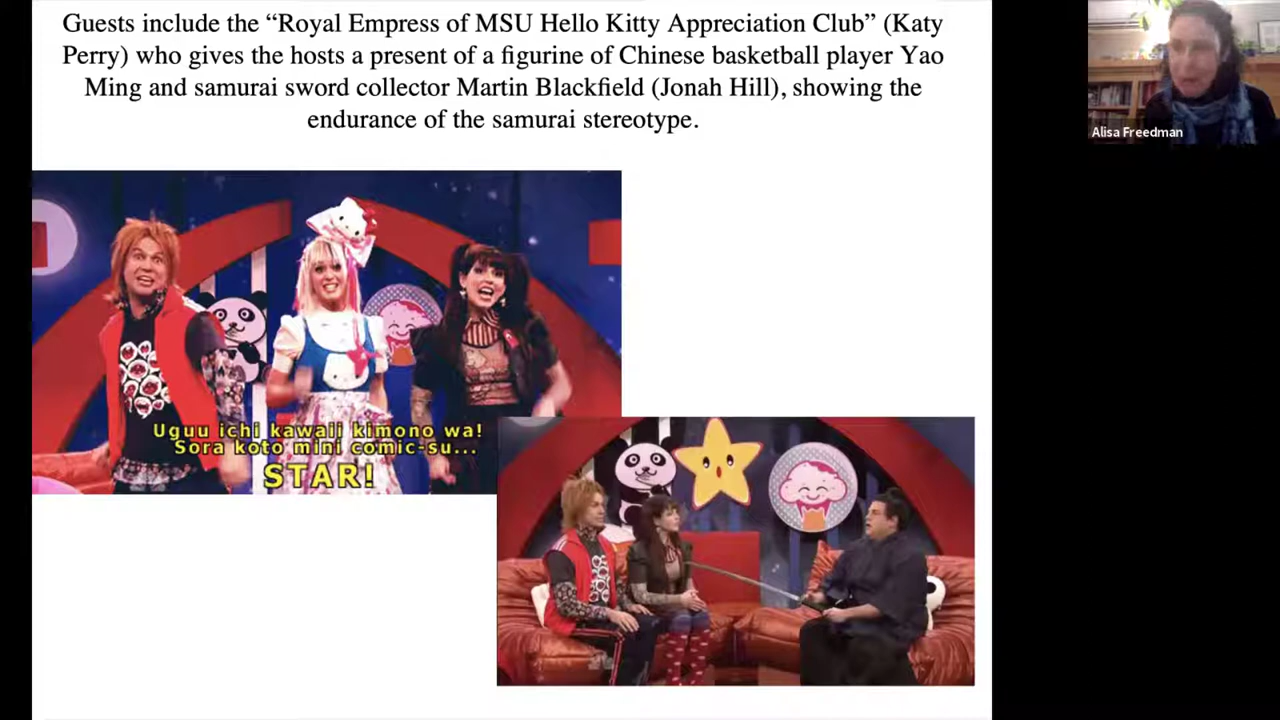 Guests include the “Royal Empress of MSU Hello Kitty Appreciation Club” (Katy
Perry) who gives the hosts a present of a figurine of Chinese basketball player Yao
Ming and samurai sword collector Martin Blackfield (Jonah Hill), showing the
endurance of the samurai stereotype.
Alisa Freedman
Uguu ichi kawaii kimono wa!
Sora koto mini comic-su...
STAR!